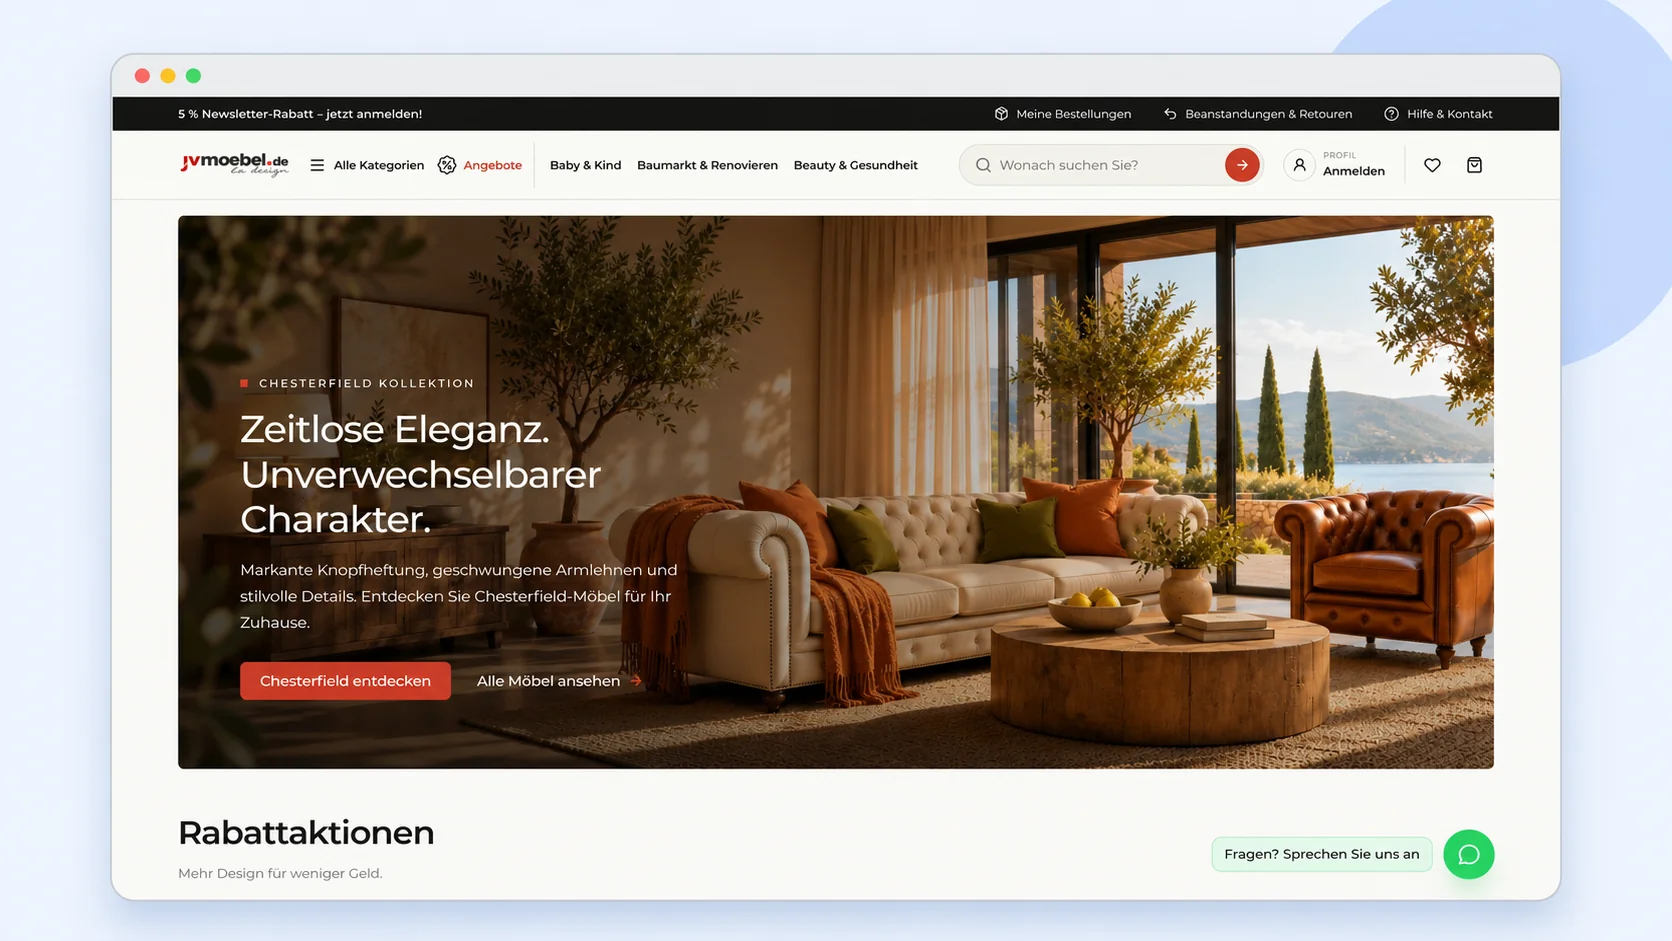 5 % Newsletter-Rabatt – jetzt anmelden!
Meine Bestellungen
Beanstandungen & Retouren
Hilfe & Kontakt
jvmoebel.de
la design
Alle Kategorien
Angebote
Baby & Kind
Baumarkt & Renovieren
Beauty & Gesundheit
Wonach suchen Sie?
PROFIL
Anmelden
CHESTERFIELD KOLLEKTION
Zeitlose Eleganz.
Unverwechselbarer
Charakter.
Markante Knopfheftung, geschwungene Armlehnen und
stilvolle Details. Entdecken Sie Chesterfield-Möbel für Ihr
Zuhause.
Chesterfield entdecken
Alle Möbel ansehen →
Rabattaktionen
Mehr Design für weniger Geld.
Fragen? Sprechen Sie uns an